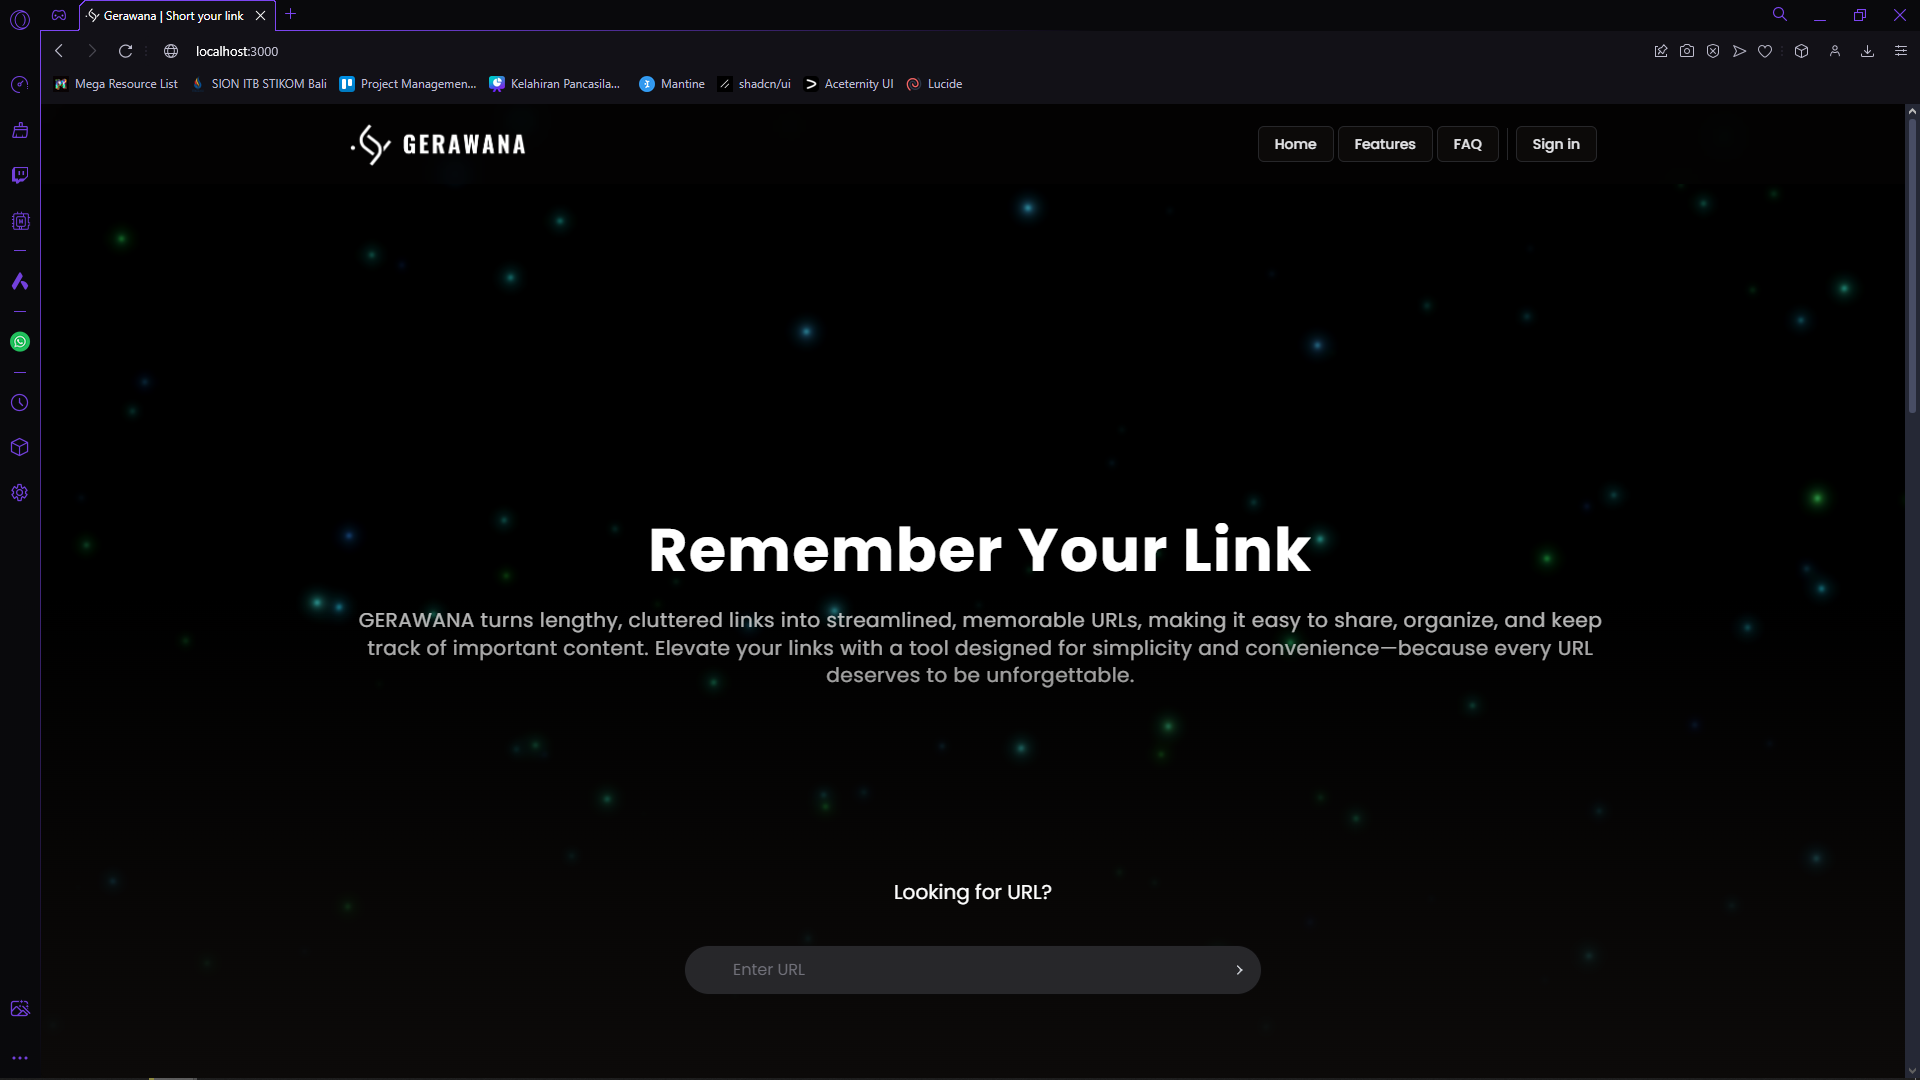 Gerawana | Short your link
localhost:3000
Mega Resource List
SION ITB STIKOM Bali
Project Managemen...
Kelahiran Pancasila...
Mantine
shadcn/ui
Aceternity UI
Lucide
GERAWANA
Home
Features
FAQ
Sign in
Remember Your Link
GERAWANA turns lengthy, cluttered links into streamlined, memorable URLs, making it easy to share, organize, and keep
track of important content. Elevate your links with a tool designed for simplicity and convenience—because every URL
deserves to be unforgettable.
Looking for URL?
Enter URL